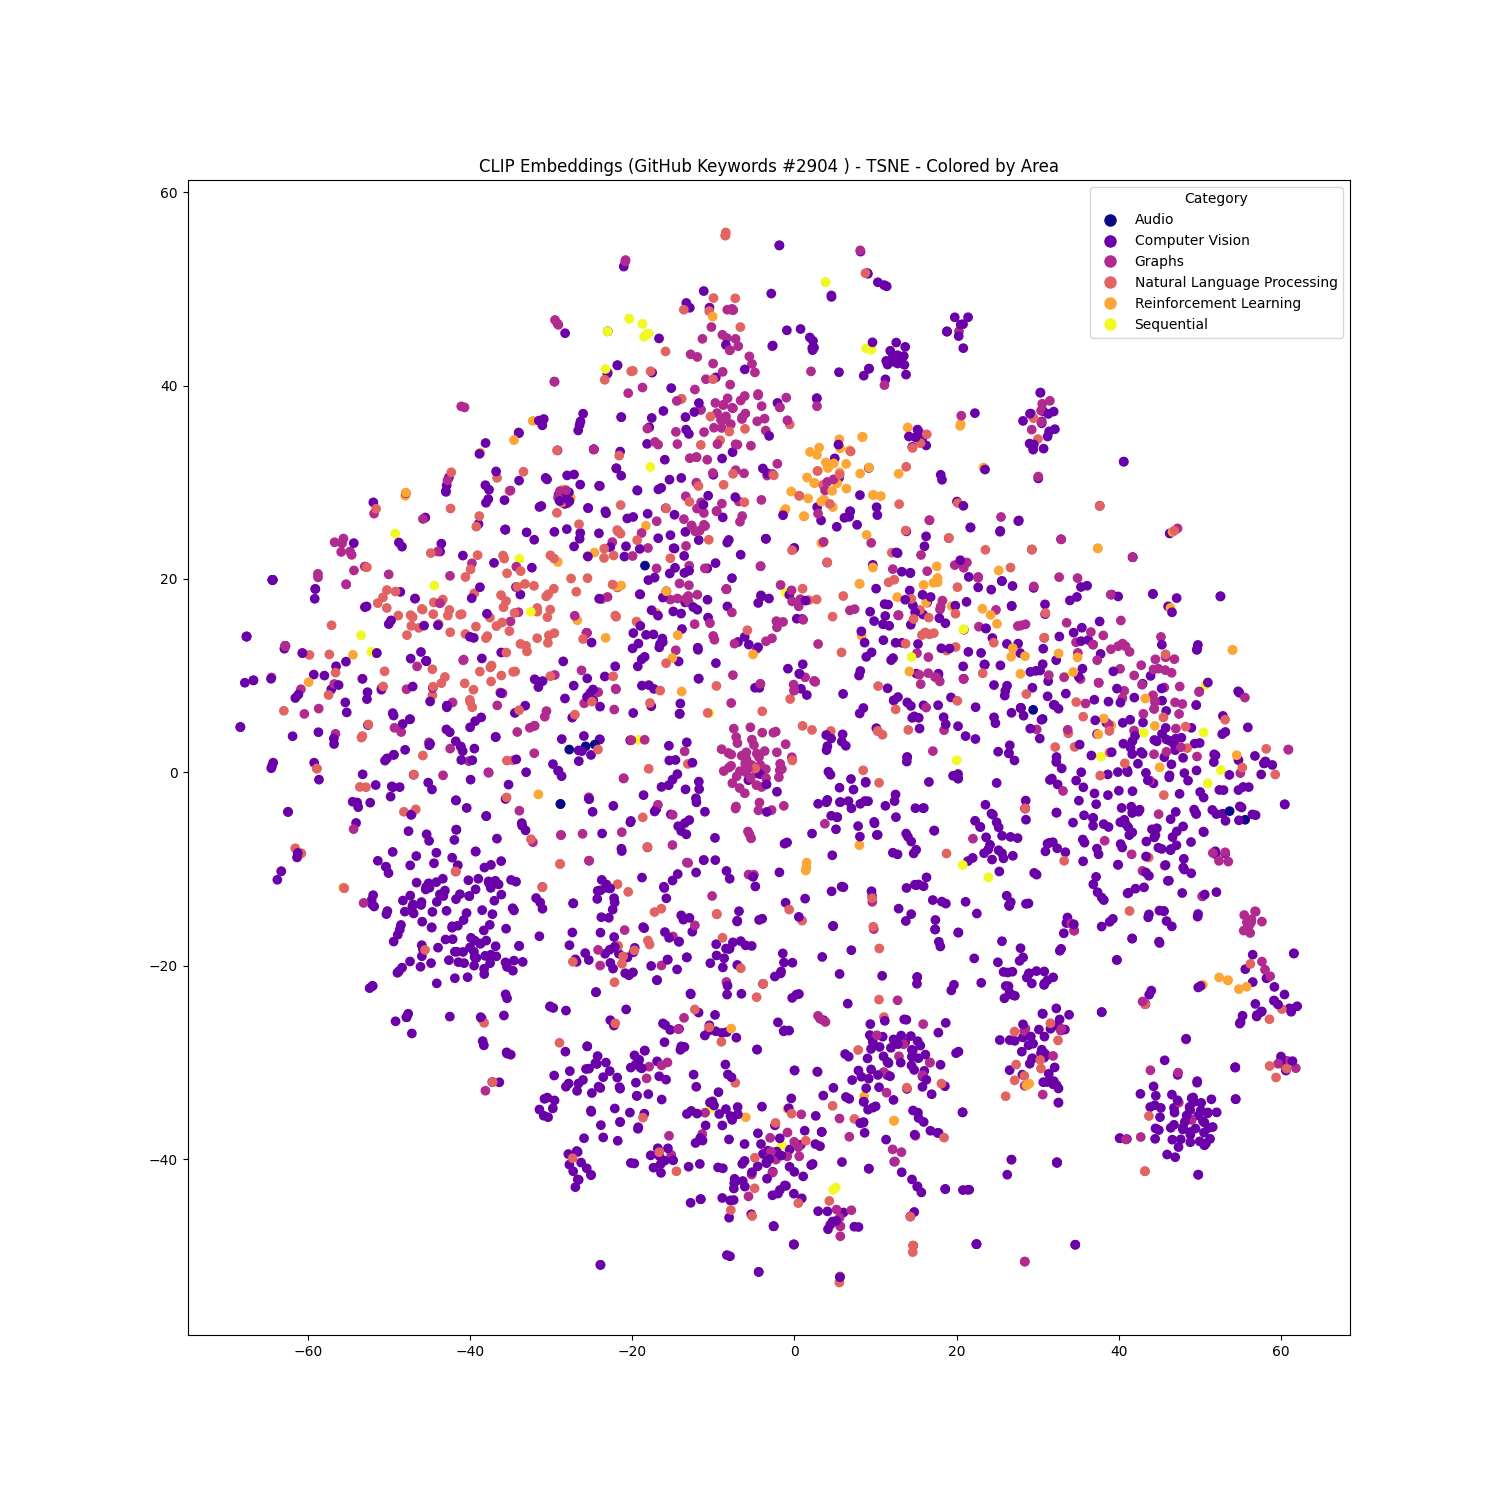 CLIP Embeddings (GitHub Keywords #2904 ) - TSNE - Colored by Area
Category
Audio
Computer Vision
Graphs
Natural Language Processing
Reinforcement Learning
Sequential
60
40
20
0
−20
−40
−60 −40 −20 0 20 40 60